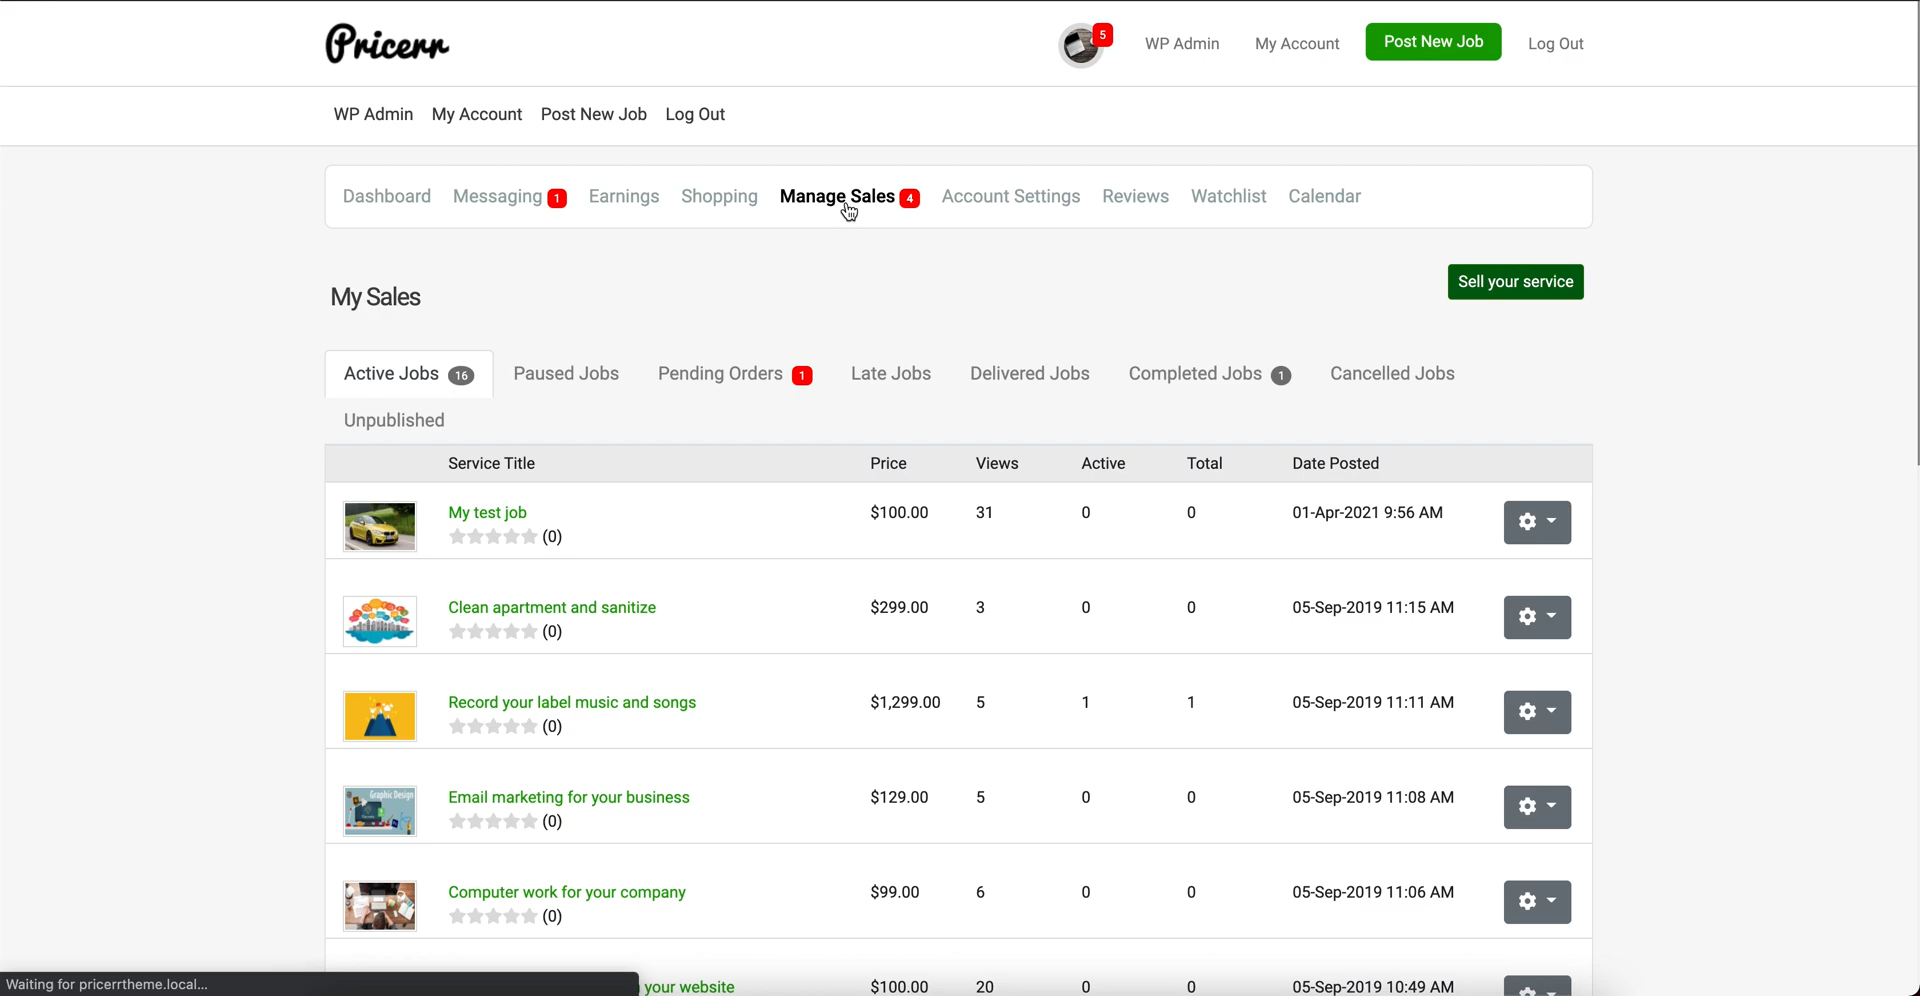 Pricerr
5
WP Admin My Account Post New Job Log Out
WP Admin My Account Post New Job Log Out
Dashboard Messaging 1 Earnings Shopping Manage Sales 4 Account Settings Reviews Watchlist Calendar
My Sales
Sell your service
Active Jobs 16 Paused Jobs Pending Orders 1 Late Jobs Delivered Jobs Completed Jobs 1 Cancelled Jobs
Unpublished
Service Title Price Views Active Total Date Posted
My test job $100.00 31 0 0 01-Apr-2021 9:56 AM
(0)
Clean apartment and sanitize $299.00 3 0 0 05-Sep-2019 11:15 AM
(0)
Record your label music and songs $1,299.00 5 1 1 05-Sep-2019 11:11 AM
(0)
Graphic Design
Email marketing for your business $129.00 5 0 0 05-Sep-2019 11:08 AM
(0)
Computer work for your company $99.00 6 0 0 05-Sep-2019 11:06 AM
(0)
your website $100.00 20 0 0 05-Sep-2019 10:49 AM
Waiting for pricerrtheme.local...